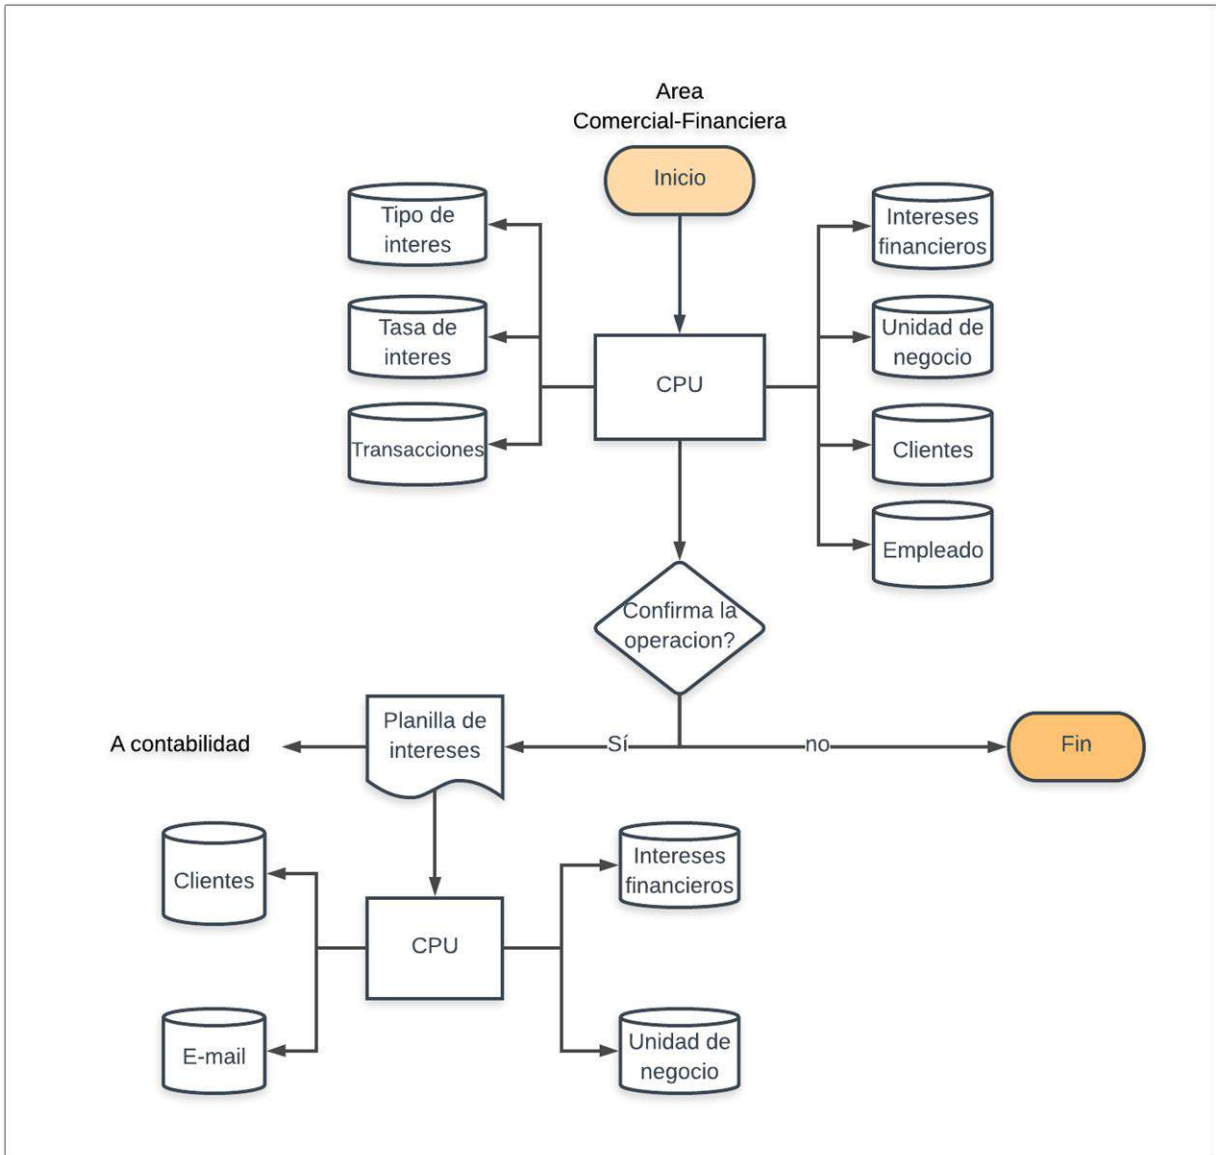 Area
Comercial-Financiera
Inicio
Tipo de
interes
Intereses
financieros
Tasa de
interes
Unidad de
negocio
CPU
Transacciones
Clientes
Empleado
Confirma la
operacion?
A contabilidad
Planilla de
intereses
Sí
no
Fin
Clientes
Intereses
financieros
CPU
E-mail
Unidad de
negocio